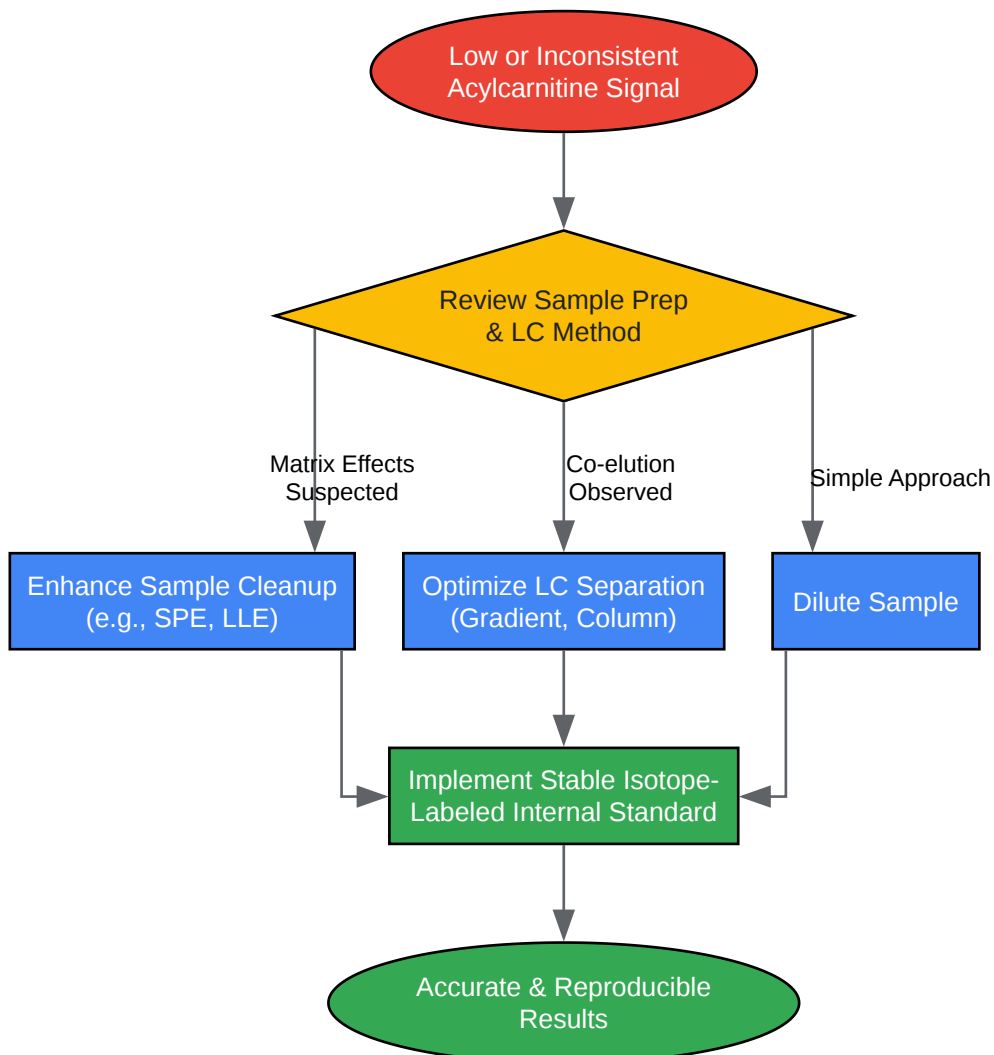 Low or Inconsistent
Acylcarnitine Signal
Review Sample Prep
& LC Method
Matrix Effects
Suspected
Co-elution
Observed
Simple Approach
Enhance Sample Cleanup
(e.g., SPE, LLE)
Optimize LC Separation
(Gradient, Column)
Dilute Sample
Implement Stable Isotope-
Labeled Internal Standard
Accurate & Reproducible
Results